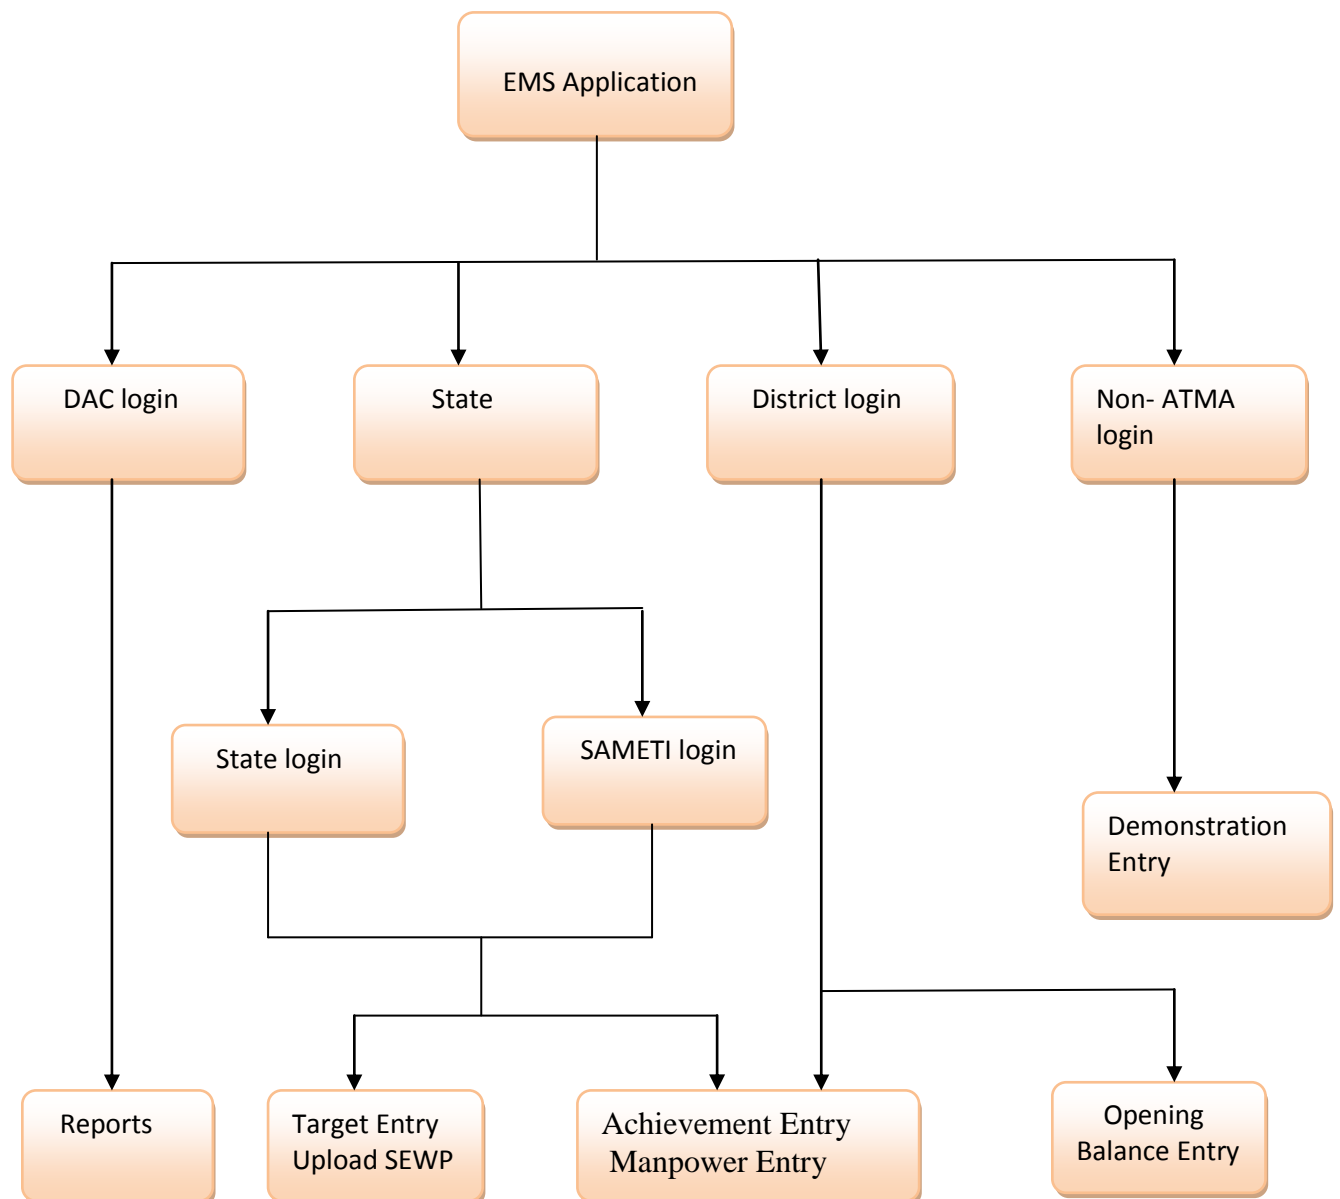 EMS Application
DAC login
State
District login
Non- ATMA
login
State login
SAMETI login
Demonstration
Entry
Reports
Target Entry
Upload SEWP
Achievement Entry
Manpower Entry
Opening
Balance Entry